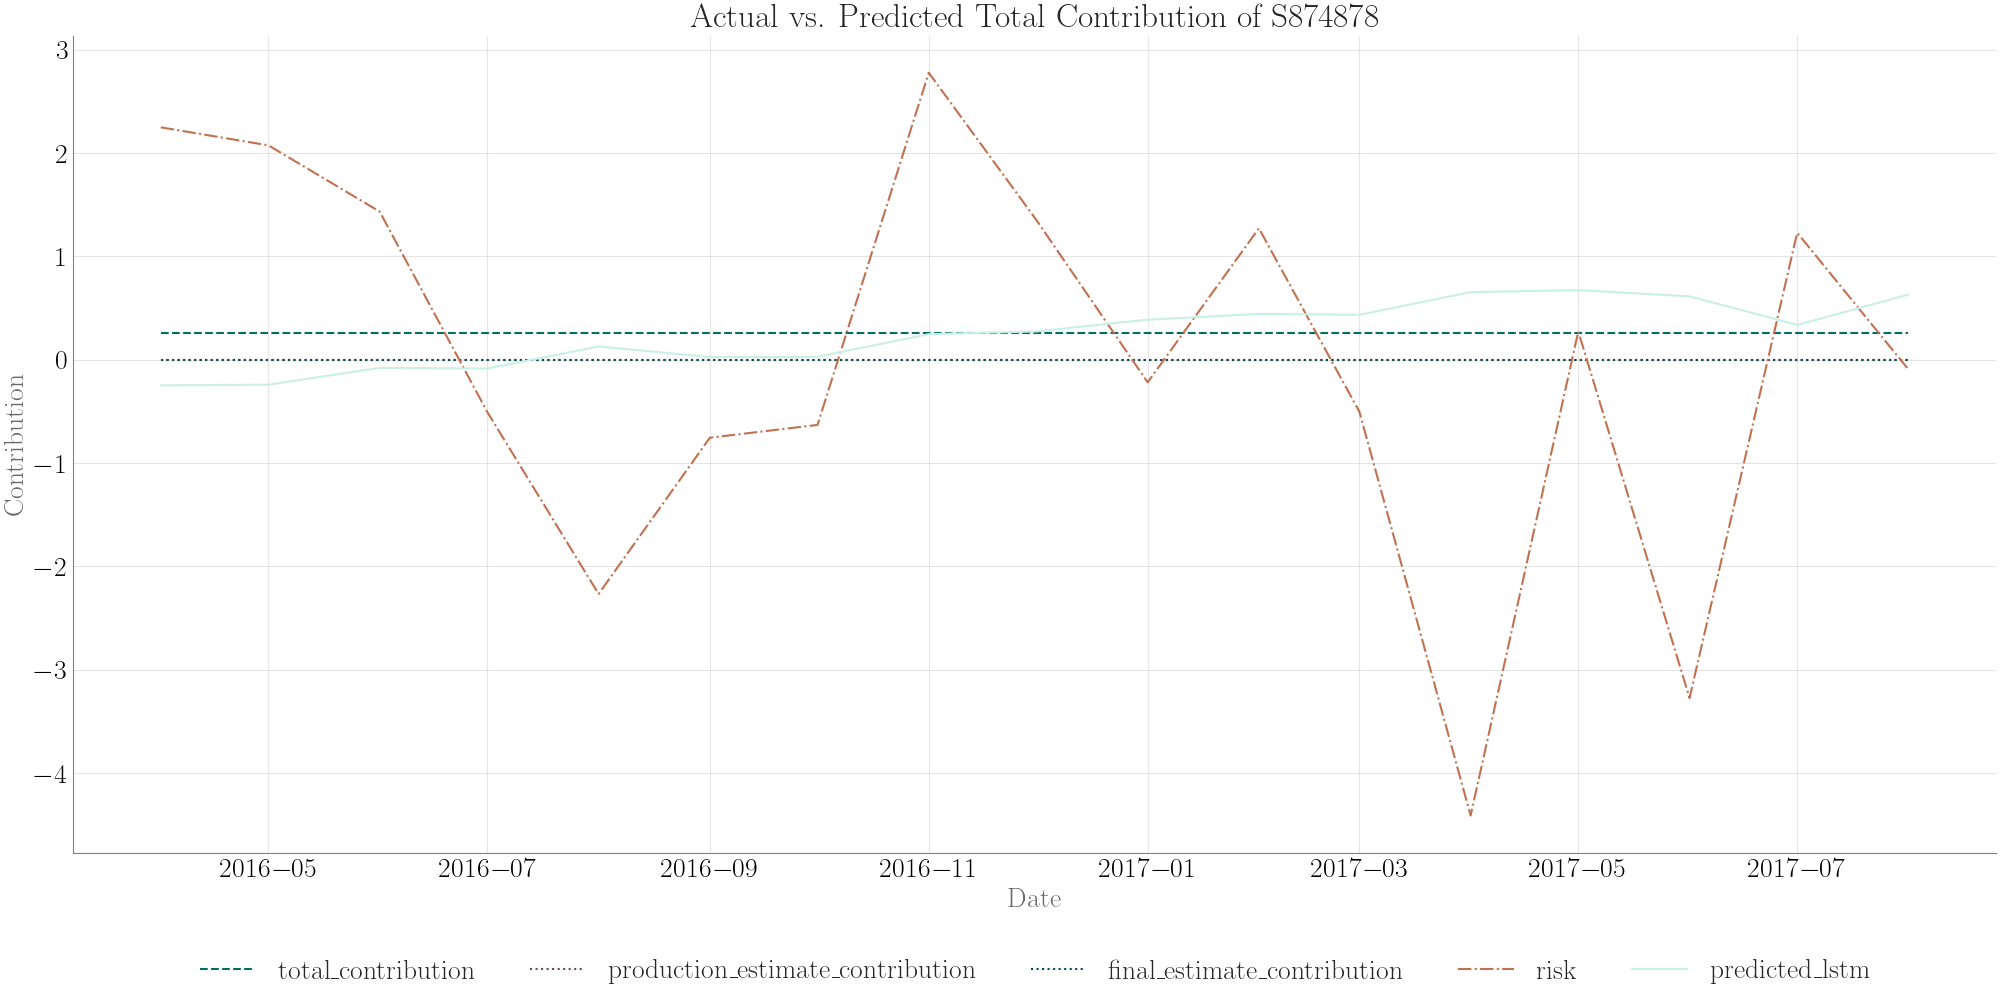 Actual vs. Predicted Total Contribution of S874878
3
2
1
0
−1
−2
−3
−4
Contribution
2016−05 2016−07 2016−09 2016−11 2017−01 2017−03 2017−05 2017−07
Date
total_contribution production_estimate_contribution final_estimate_contribution risk predicted_lstm